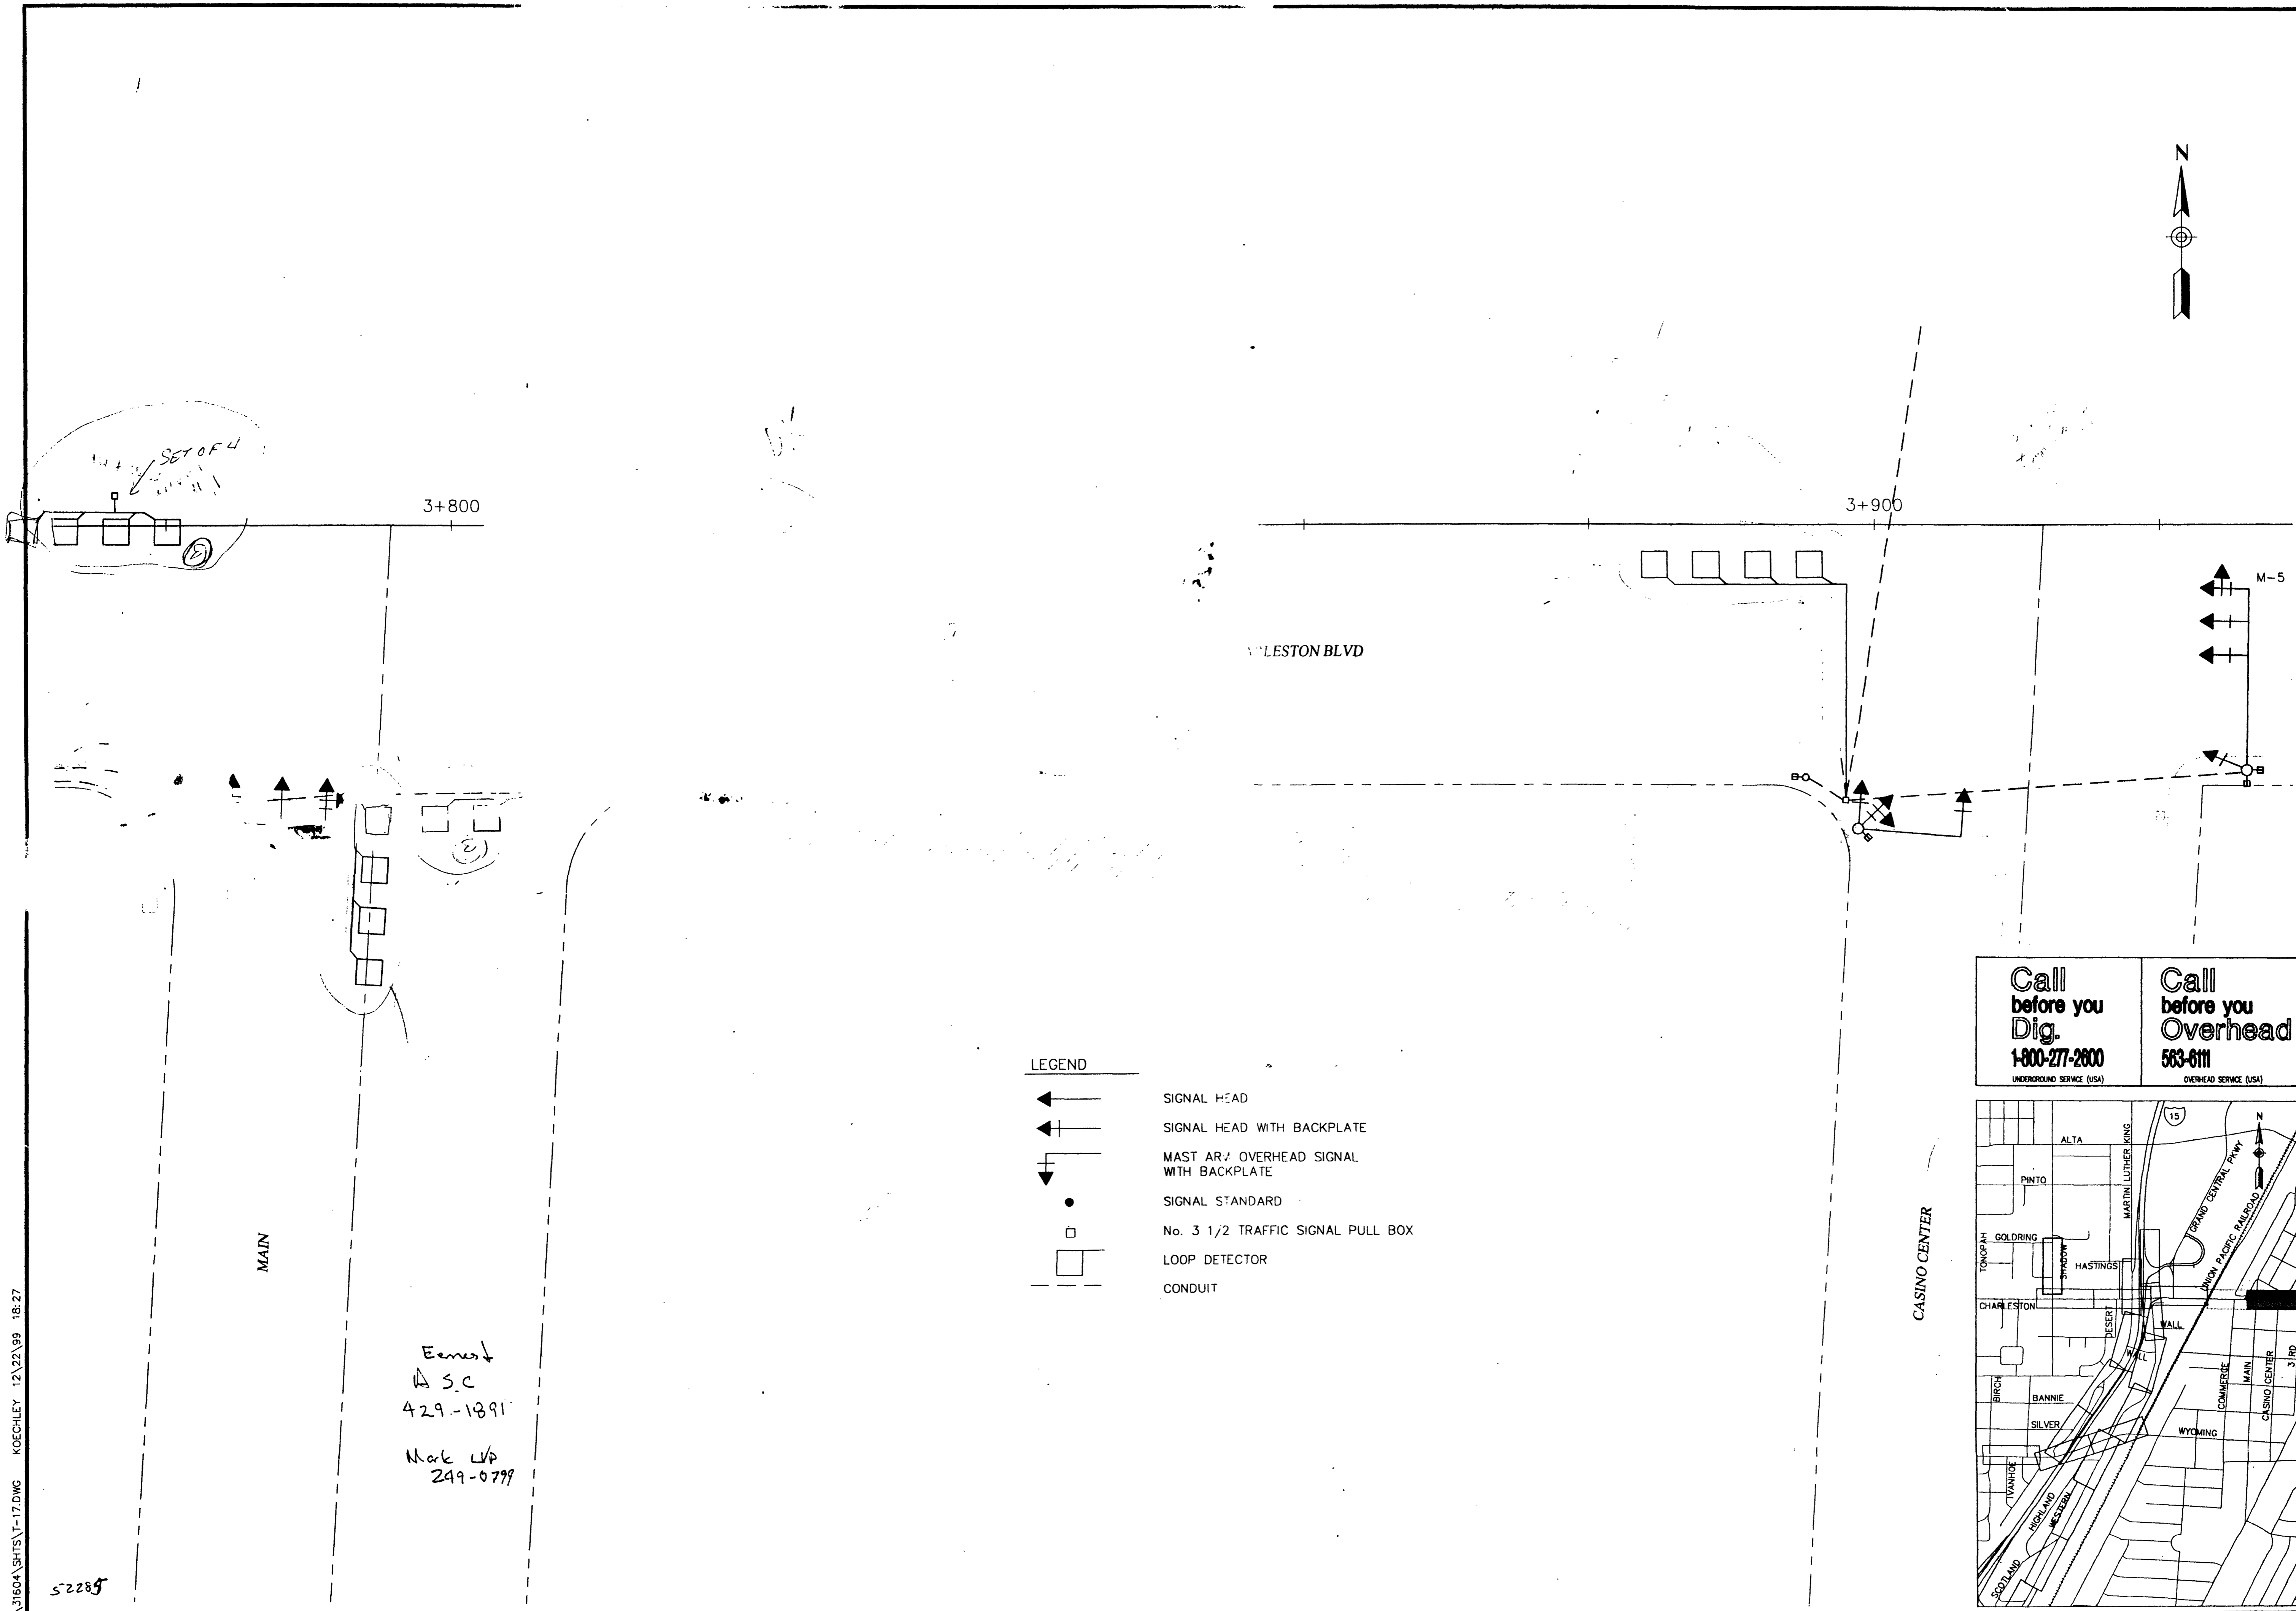 N
SET OF 4
3+800
3+900
M-5
LESTON BLVD
Call
before you
Dig.
1-800-277-2600
UNDERGROUND SERVICE (USA)
Call
before you
Overhead
563-6111
OVERHEAD SERVICE (USA)
LEGEND
SIGNAL HEAD
SIGNAL HEAD WITH BACKPLATE
MAST ARM OVERHEAD SIGNAL
WITH BACKPLATE
SIGNAL STANDARD
No. 3 1/2 TRAFFIC SIGNAL PULL BOX
LOOP DETECTOR
CONDUIT
MAIN
CASINO CENTER
Ernest
S.C
429-1891
Mark UP
249-0799
52285
\31604\SHTS\T-17.DWG KOECHLEY 12\22\99 18:27
15
N
ALTA
MARTIN LUTHER KING
GRAND CENTRAL PKWY
PINTO
UNION PACIFIC RAILROAD
TONOPAH
GOLDRING
SHADOW
HASTINGS
CHARLESTON
DESERT
WALL
WALL
COMMERCE
MAIN
CASINO CENTER
3 RD
BIRCH
BANNIE
SILVER
WYOMING
IVANHOE
HIGHLAND
WESTERN
SCOTLAND